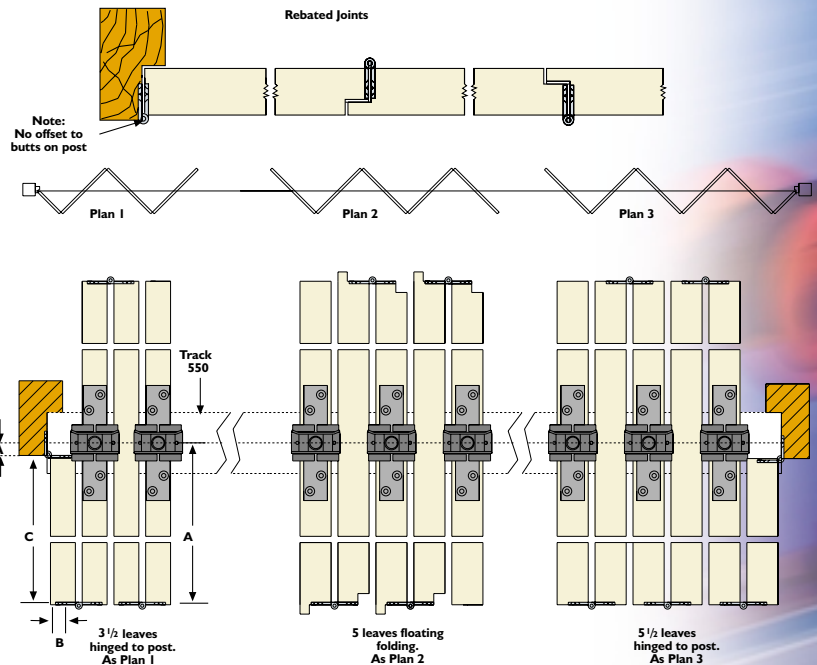 Rebated Joints
Note:
No offset to
butts on post
Plan 1
Plan 2
Plan 3
Track
550
C
A
B
3 1/2 leaves
hinged to post.
As Plan 1
5 leaves floating
folding.
As Plan 2
5 1/2 leaves
hinged to post.
As Plan 3